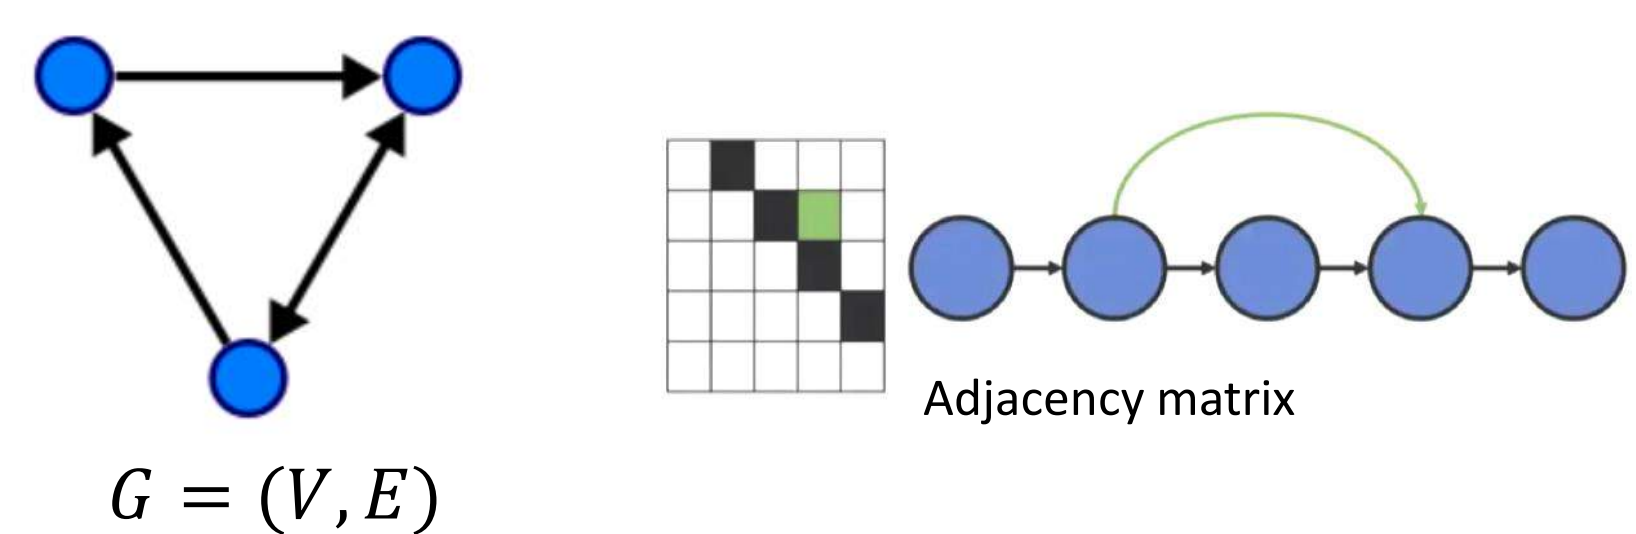 Adjacency matrix
G = (V, E)